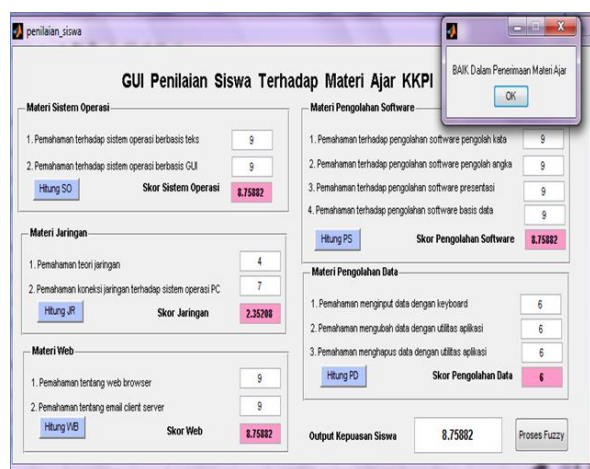 penilaian_siswa
GUI Penilaian Siswa Terhadap Materi Ajar KKPI
BAIK Dalam Penerimaan Materi Ajar
OK
Materi Sistem Operasi
1. Pemahaman terhadap sistem operasi berbasis teks 9
2. Pemahaman terhadap sistem operasi berbasis GUI 9
Hitung SO Skor Sistem Operasi 8.75882
Materi Jaringan
1. Pemahaman teori jaringan 4
2. Pemahaman koneksi jaringan terhadap sistem operasi PC 7
Hitung JR Skor Jaringan 2.35208
Materi Web
1. Pemahaman tentang web browser 9
2. Pemahaman tentang email client server 9
Hitung WB Skor Web 8.75882
Materi Pengolahan Software
1. Pemahaman terhadap pengolahan software pengolah kata 9
2. Pemahaman terhadap pengolahan software pengolah angka 9
3. Pemahaman terhadap pengolahan software presentasi 9
4. Pemahaman terhadap pengolahan software basis data 9
Hitung PS Skor Pengolahan Software 8.75882
Materi Pengolahan Data
1. Pemahaman menginput data dengan keyboard 6
2. Pemahaman mengubah data dengan utilitas aplikasi 6
3. Pemahaman menghapus data dengan utilitas aplikasi 6
Hitung PD Skor Pengolahan Data 6
Output Kepuasan Siswa 8.75882 Proses Fuzzy